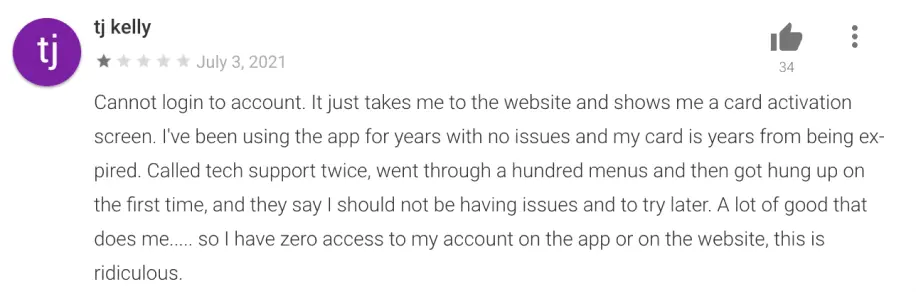 tj
tj kelly
July 3, 2021
34
Cannot login to account. It just takes me to the website and shows me a card activation
screen. I've been using the app for years with no issues and my card is years from being ex-
pired. Called tech support twice, went through a hundred menus and then got hung up on
the first time, and they say I should not be having issues and to try later. A lot of good that
does me..... so I have zero access to my account on the app or on the website, this is
ridiculous.